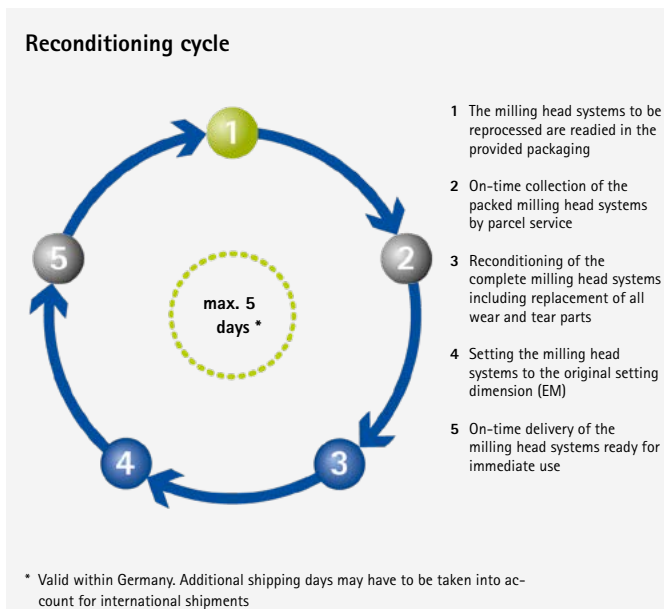 Reconditioning cycle
1
2
3
4
5
max. 5
days *
1 The milling head systems to be
reprocessed are readied in the
provided packaging
2 On-time collection of the
packed milling head systems
by parcel service
3 Reconditioning of the
complete milling head systems
including replacement of all
wear and tear parts
4 Setting the milling head
systems to the original setting
dimension (EM)
5 On-time delivery of the
milling head systems ready for
immediate use
* Valid within Germany. Additional shipping days may have to be taken into ac-
count for international shipments